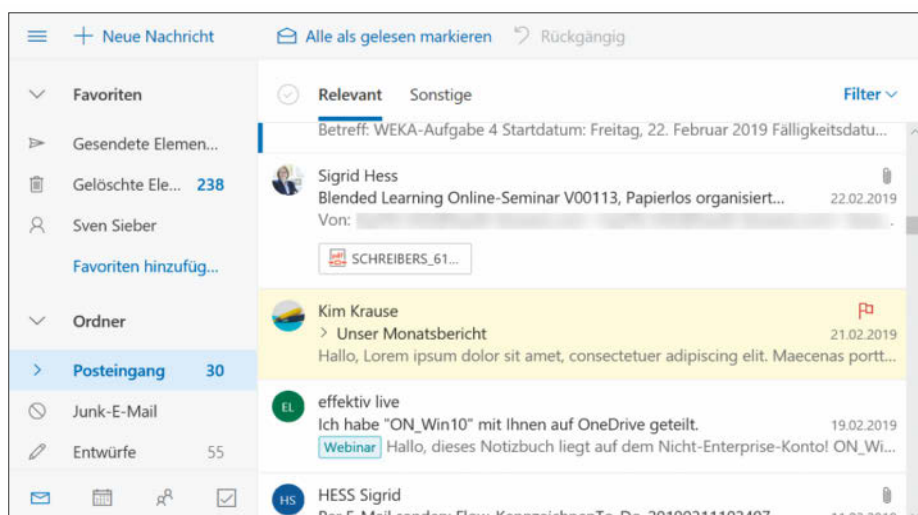 + Neue Nachricht
Alle als gelesen markieren
Rückgängig
Favoriten
Gesendete Elemen...
Gelöschte Ele... 238
Sven Sieber
Favoriten hinzufüg...
Ordner
Posteingang 30
Junk-E-Mail
Entwürfe 55
Relevant Sonstige Filter
Betreff: WEKA-Aufgabe 4 Startdatum: Freitag, 22. Februar 2019 Fälligkeitsdatu...
Sigrid Hess
Blended Learning Online-Seminar V00113, Papierlos organisiert... 22.02.2019
Von:
SCHREIBERS_61...
Kim Krause
> Unser Monatsbericht 21.02.2019
Hallo, Lorem ipsum dolor sit amet, consectetuer adipiscing elit. Maecenas portt...
EL effektiv live
Ich habe "ON_Win10" mit Ihnen auf OneDrive geteilt. 19.02.2019
Webinar Hallo, dieses Notizbuch liegt auf dem Nicht-Enterprise-Konto! ON_Wi...
HS HESS Sigrid